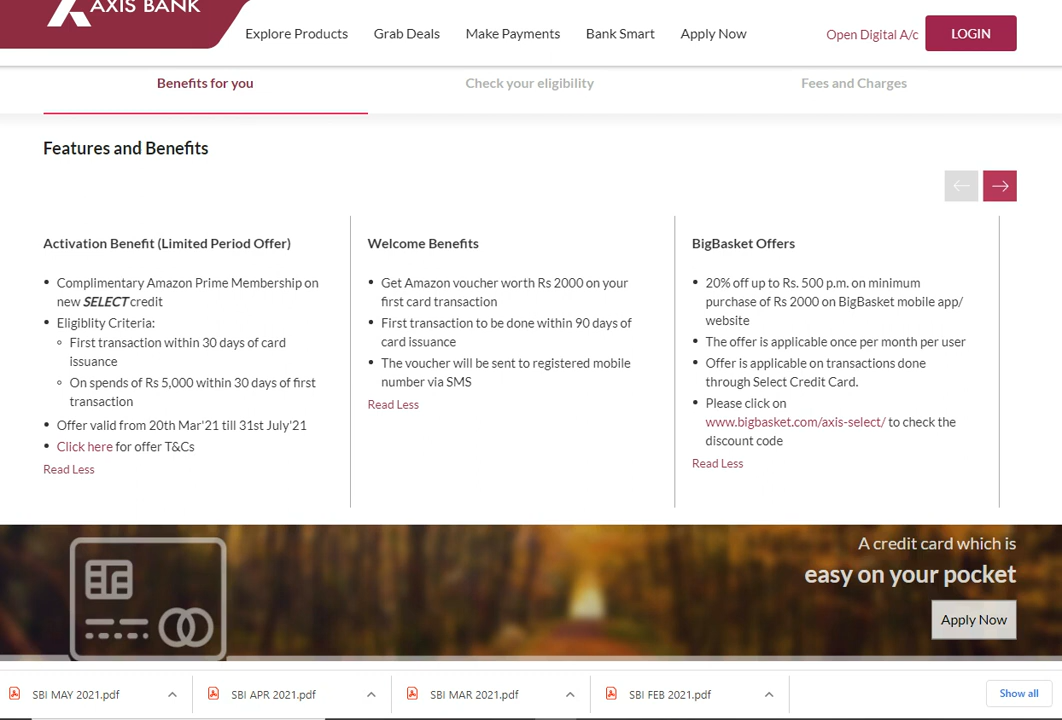 AXIS BANK
Explore Products Grab Deals Make Payments Bank Smart Apply Now Open Digital A/c LOGIN
Benefits for you Check your eligibility Fees and Charges
Features and Benefits
Activation Benefit (Limited Period Offer)
Complimentary Amazon Prime Membership on
new SELECT credit
Eligiblity Criteria:
First transaction within 30 days of card
issuance
On spends of Rs 5,000 within 30 days of first
transaction
Offer valid from 20th Mar'21 till 31st July'21
Click here for offer T&Cs
Read Less
Welcome Benefits
Get Amazon voucher worth Rs 2000 on your
first card transaction
First transaction to be done within 90 days of
card issuance
The voucher will be sent to registered mobile
number via SMS
Read Less
BigBasket Offers
20% off up to Rs. 500 p.m. on minimum
purchase of Rs 2000 on BigBasket mobile app/
website
The offer is applicable once per month per user
Offer is applicable on transactions done
through Select Credit Card.
Please click on
www.bigbasket.com/axis-select/ to check the
discount code
Read Less
A credit card which is
easy on your pocket
Apply Now
SBI MAY 2021.pdf SBI APR 2021.pdf SBI MAR 2021.pdf SBI FEB 2021.pdf Show all